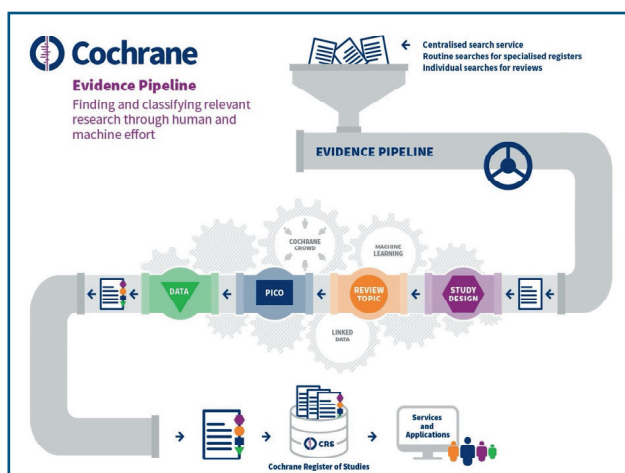 Cochrane
Evidence Pipeline
Finding and classifying relevant
research through human and
machine effort
Centralised search service
Routine searches for specialised registers
Individual searches for reviews
EVIDENCE PIPELINE
COCHRANE
CROWD
MACHINE
LEARNING
DATA
PICO
REVIEW
TOPIC
STUDY
DESIGN
LINKED
DATA
CRS
Cochrane Register of Studies
Services
and
Applications